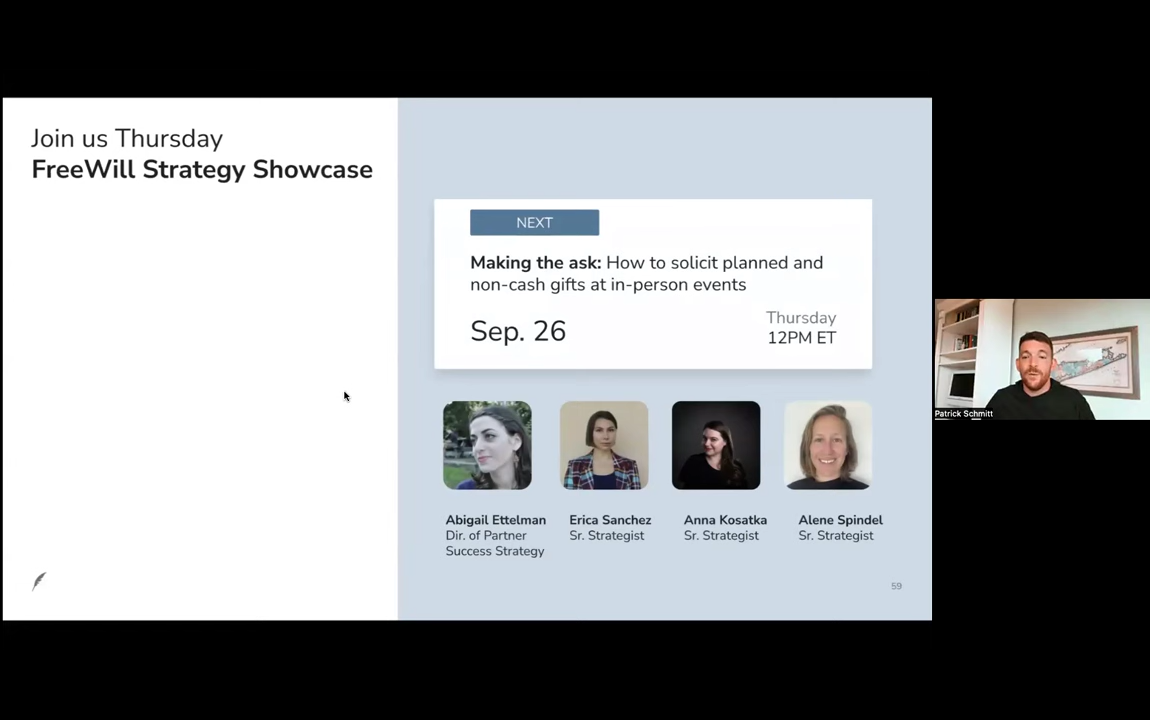 Join us Thursday
FreeWill Strategy Showcase
NEXT
Making the ask: How to solicit planned and
non-cash gifts at in-person events
Sep. 26
Thursday
12PM ET
Abigail Ettelman
Dir. of Partner
Success Strategy
Erica Sanchez
Sr. Strategist
Anna Kosatka
Sr. Strategist
Alene Spindel
Sr. Strategist
59
Patrick Schmitt